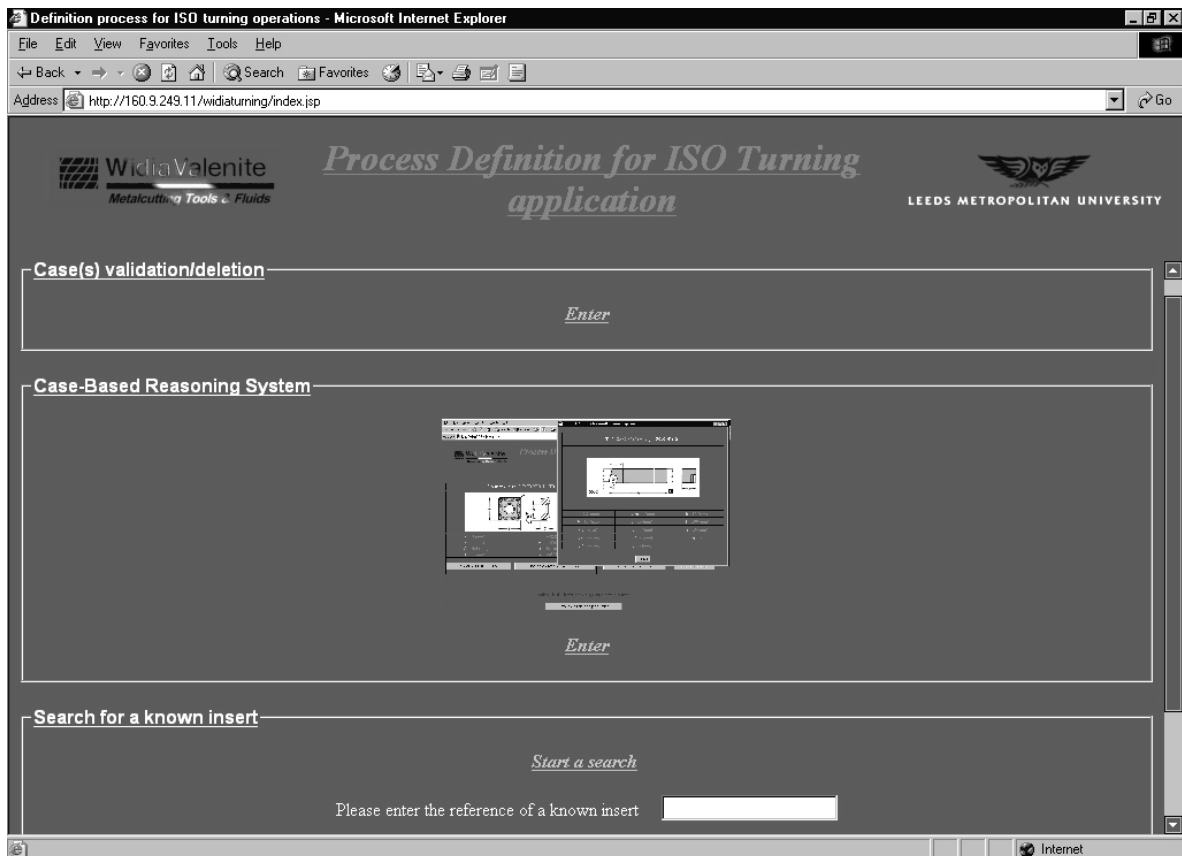 Definition process for ISO turning operations - Microsoft Internet Explorer
File Edit View Favorites Tools Help
Back Search Favorites
Address http://160.9.249.11/widiaturning/index.jsp Go
WidiaValenite
Metalcutting Tools & Fluids
Process Definition for ISO Turning
application
LEEDS METROPOLITAN UNIVERSITY
Case(s) validation/deletion
Enter
Case-Based Reasoning System
Enter
Search for a known insert
Start a search
Please enter the reference of a known insert
Internet